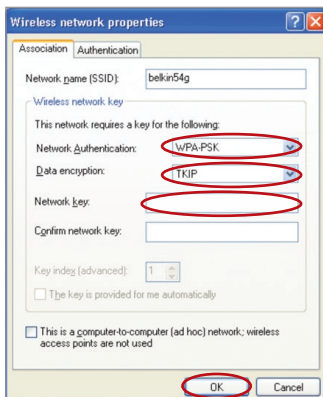 Wireless network properties
Association
Authentication
Network name (SSID):
belkin54g
Wireless network key
This network requires a key for the following:
Network Authentication:
WPA-PSK
Data encryption:
TKIP
Network key:
Confirm network key:
Key index (advanced):
1
The key is provided for me automatically
This is a computer-to-computer (ad hoc) network; wireless
access points are not used
OK
Cancel